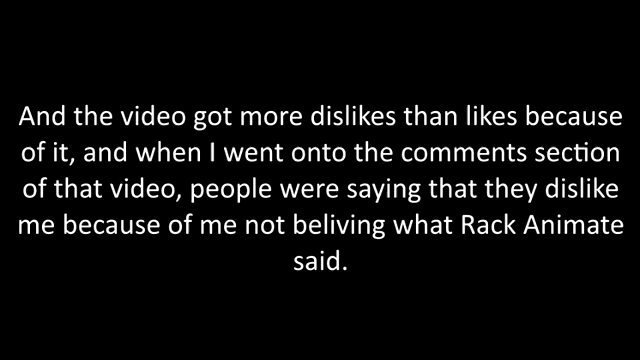 And the video got more dislikes than likes because
of it, and when I went onto the comments section
of that video, people were saying that they dislike
me because of me not beliving what Rack Animate
said.